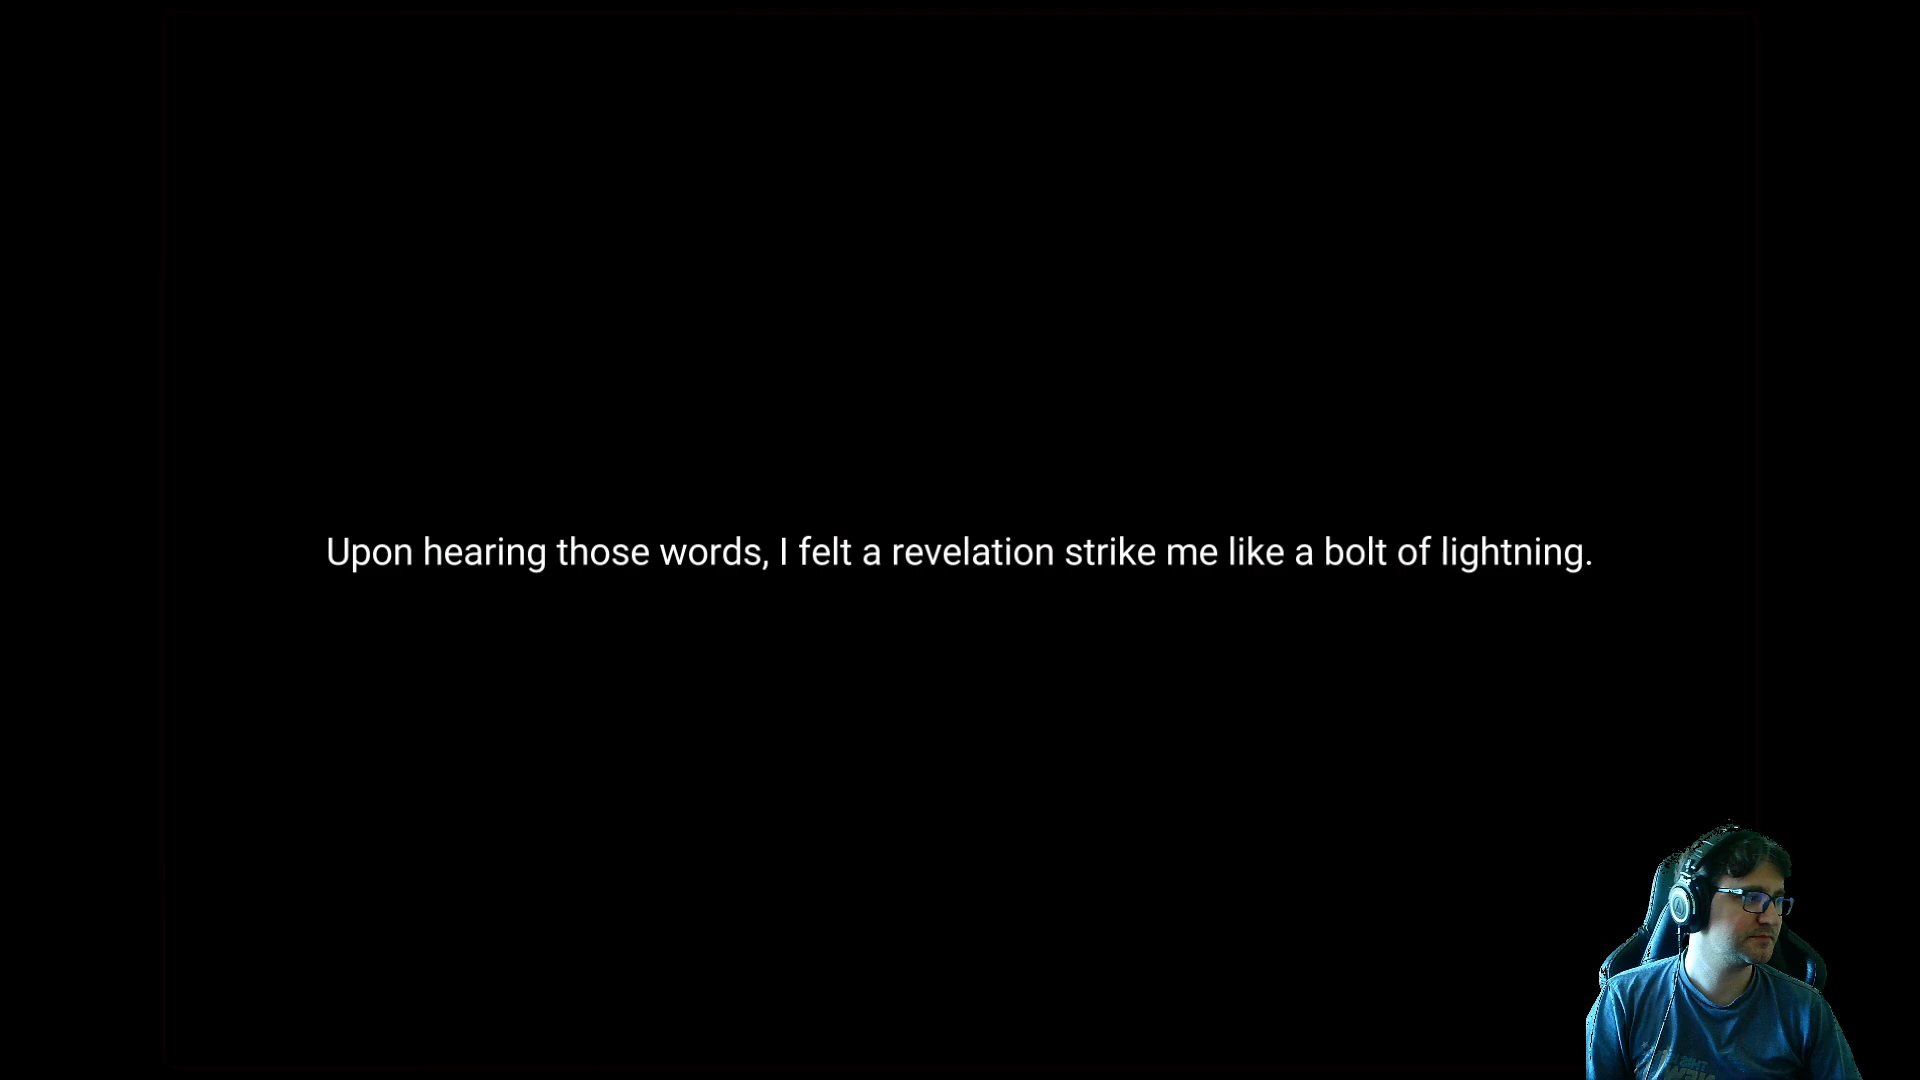 Upon hearing those words, I felt a revelation strike me like a bolt of lightning.